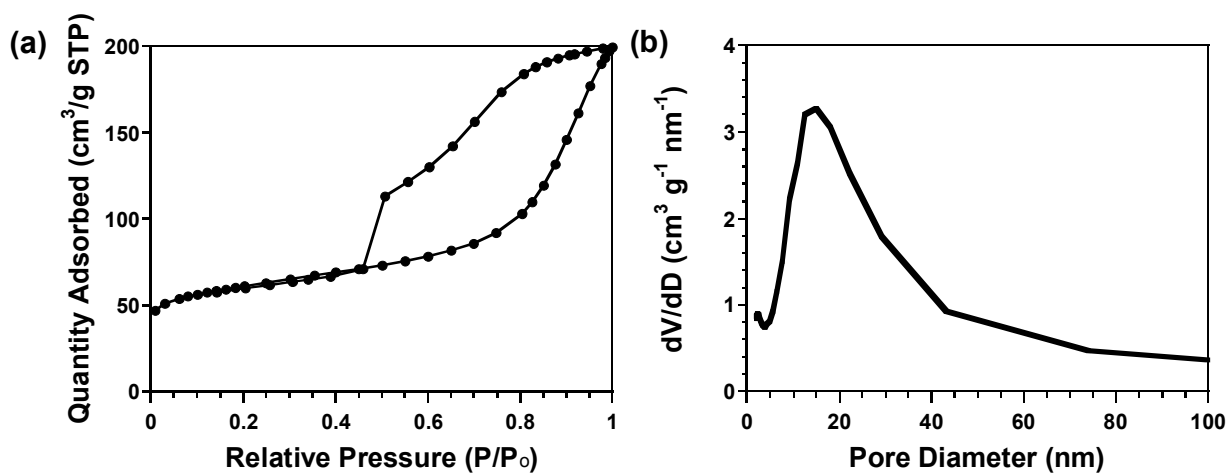 (a)
200
150
100
50
0
Quantity Adsorbed (cm³/g STP)
0 0.2 0.4 0.6 0.8 1
Relative Pressure (P/Pₒ)
(b)
4
3
2
1
0
dV/dD (cm³ g⁻¹ nm⁻¹)
0 20 40 60 80 100
Pore Diameter (nm)